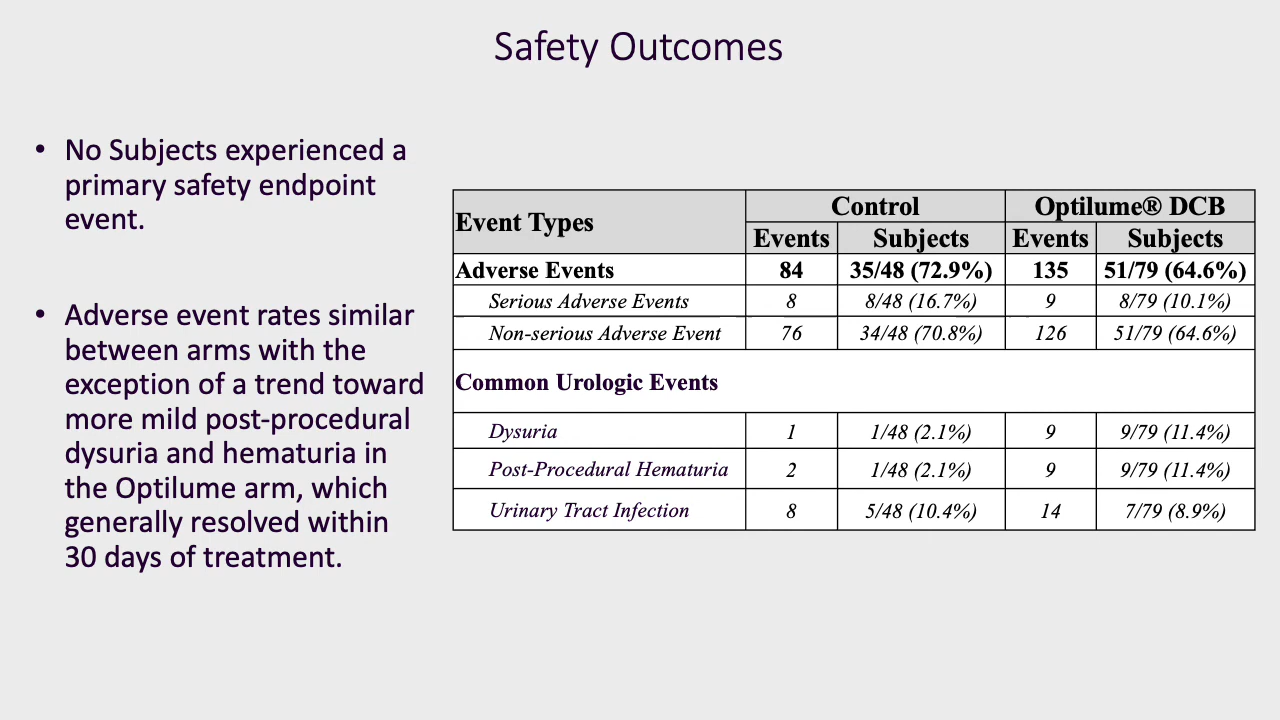 Safety Outcomes
• No Subjects experienced a
primary safety endpoint
event.
• Adverse event rates similar
between arms with the
exception of a trend toward
more mild post-procedural
dysuria and hematuria in
the Optilume arm, which
generally resolved within
30 days of treatment.
Event Types Control Optilume® DCB
Events Subjects Events Subjects
Adverse Events 84 35/48 (72.9%) 135 51/79 (64.6%)
Serious Adverse Events 8 8/48 (16.7%) 9 8/79 (10.1%)
Non-serious Adverse Event 76 34/48 (70.8%) 126 51/79 (64.6%)
Common Urologic Events
Dysuria 1 1/48 (2.1%) 9 9/79 (11.4%)
Post-Procedural Hematuria 2 1/48 (2.1%) 9 9/79 (11.4%)
Urinary Tract Infection 8 5/48 (10.4%) 14 7/79 (8.9%)